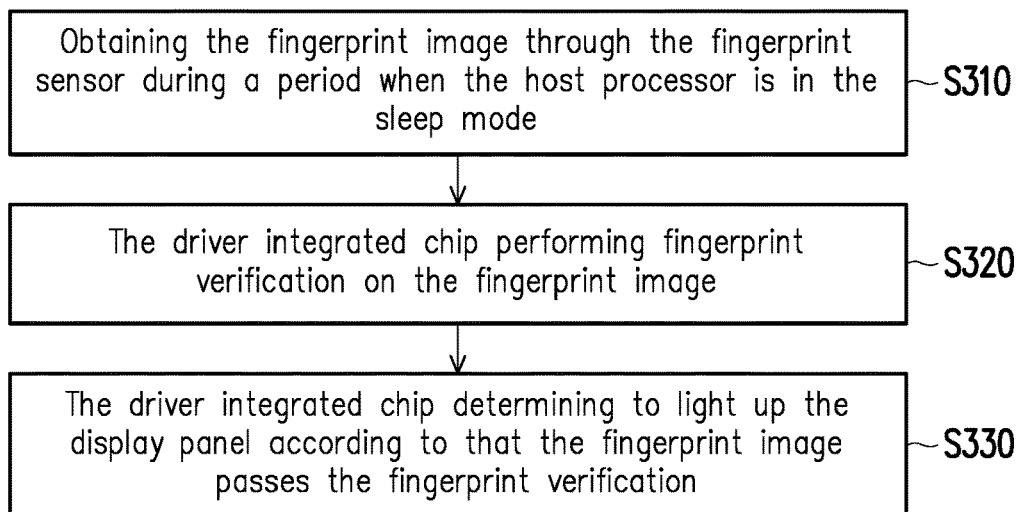 Obtaining the fingerprint image through the fingerprint
sensor during a period when the host processor is in the
sleep mode
S310
The driver integrated chip performing fingerprint
verification on the fingerprint image
S320
The driver integrated chip determining to light up the
display panel according to that the fingerprint image
passes the fingerprint verification
S330